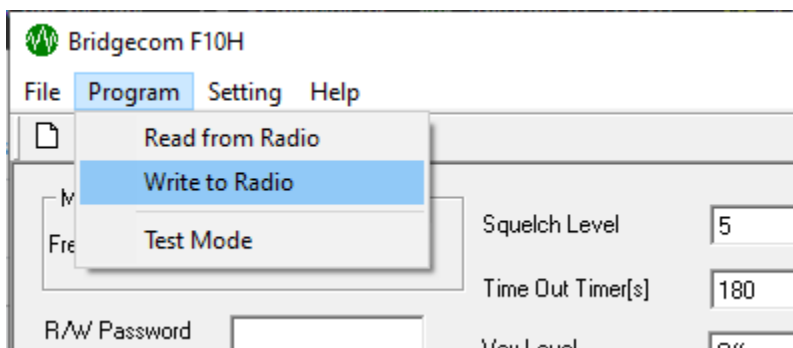 Bridgecom F10H
File Program Setting Help
Read from Radio
Write to Radio
Test Mode
Fre
Squelch Level 5
Time Out Timer[s] 180
R/W Password